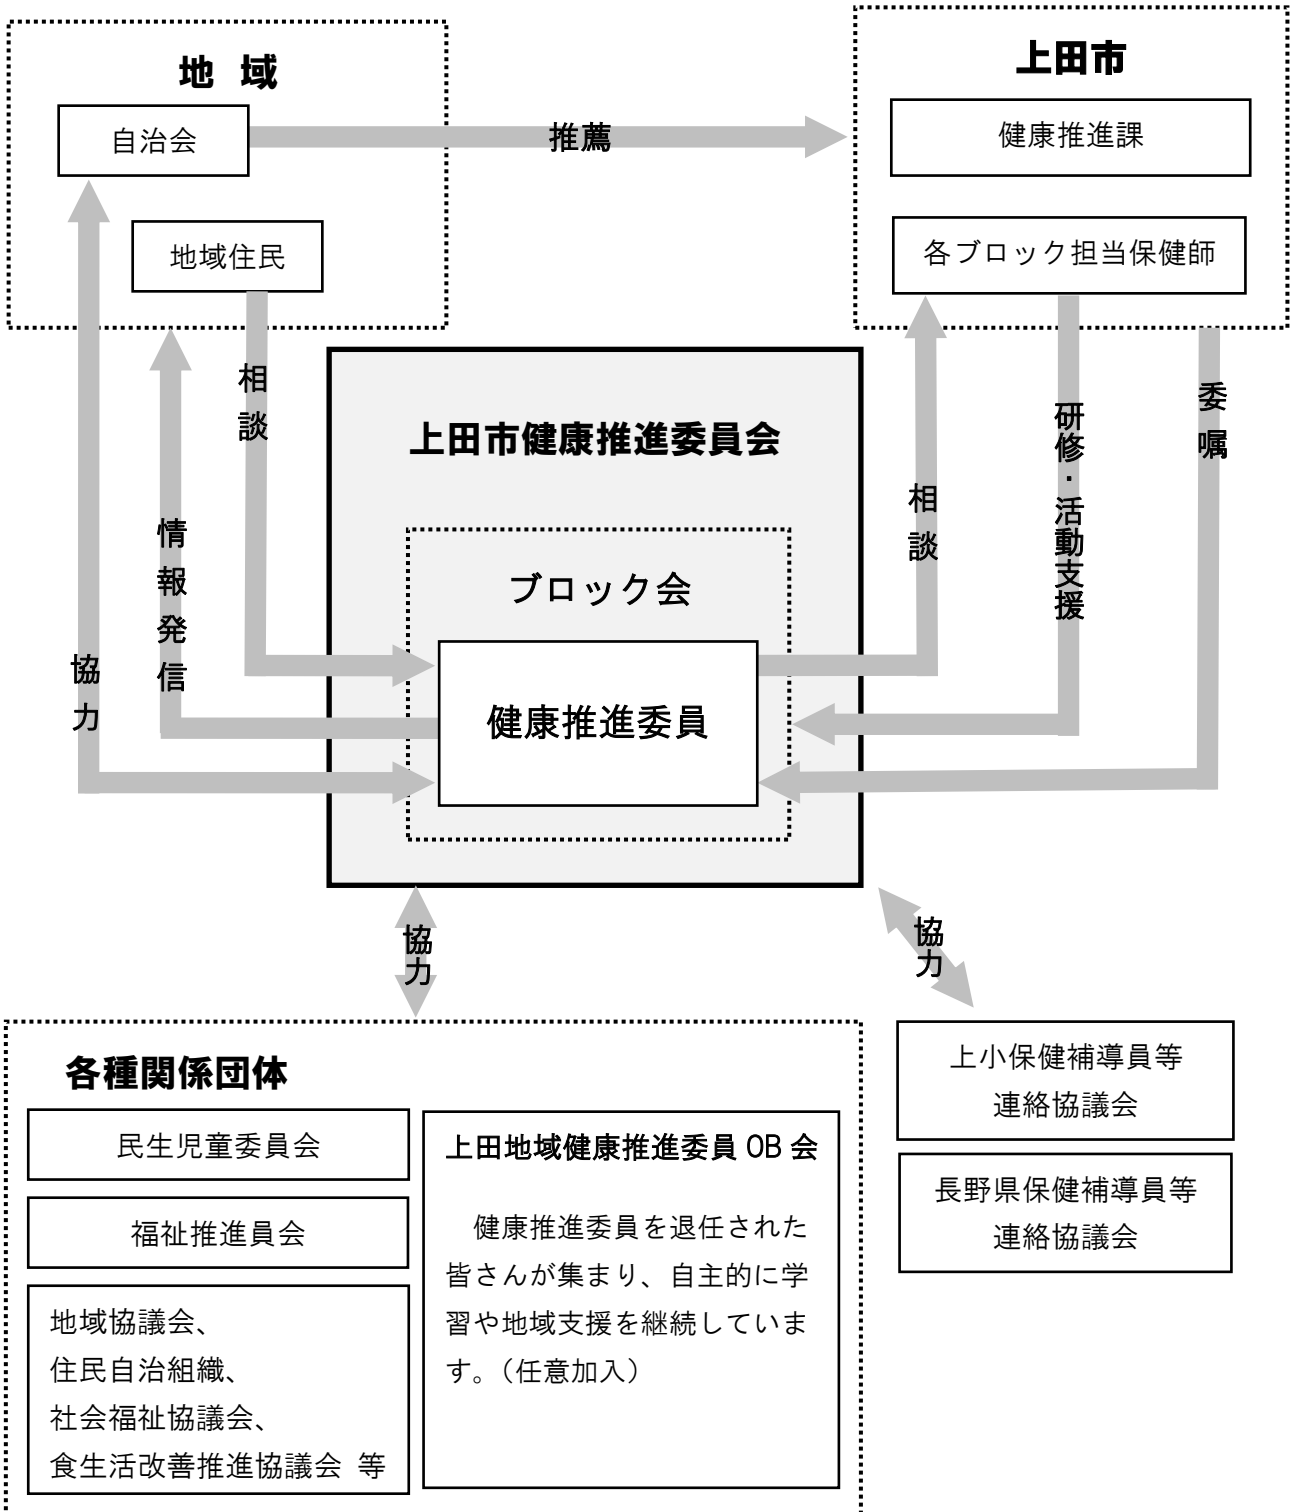 地 域
自治会
地域住民
推薦
上田市
健康推進課
各ブロック担当保健師
相談
情報発信
協力
上田市健康推進委員会
ブロック会
健康推進委員
相談
研修・活動支援
委嘱
協力
協力
各種関係団体
民生児童委員会
福祉推進員会
地域協議会、
住民自治組織、
社会福祉協議会、
食生活改善推進協議会 等
上田地域健康推進委員 OB 会
健康推進委員を退任された
皆さんが集まり、自主的に学
習や地域支援を継続していま
す。（任意加入）
上小保健補導員等
連絡協議会
長野県保健補導員等
連絡協議会